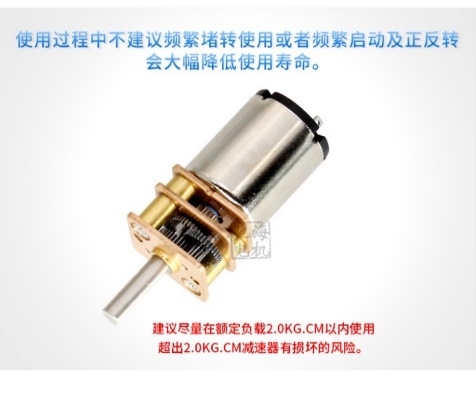 使用过程中不建议频繁堵转使用或者频繁启动及正反转
会大幅降低使用寿命。
海
电机
建议尽量在额定负载2.0KG.CM以内使用
超出2.0KG.CM减速器有损坏的风险。